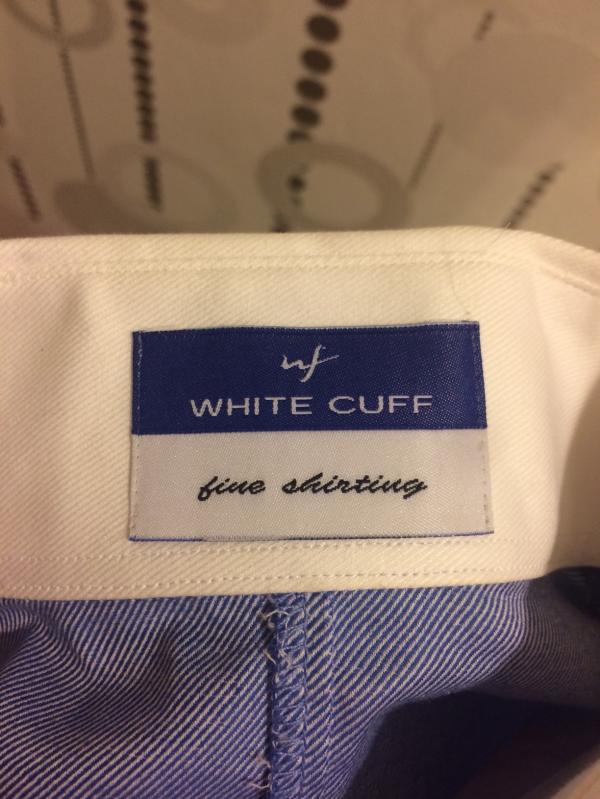 wf
WHITE CUFF
fine shirting